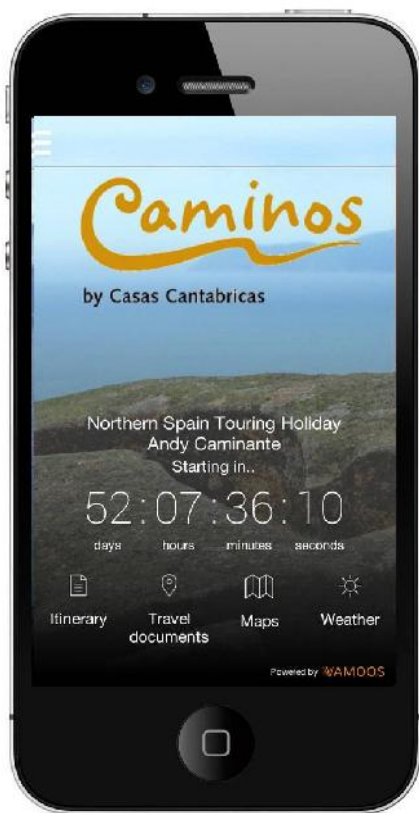 Caminos
by Casas Cantabricas
Northern Spain Touring Holiday
Andy Caminante
Starting in..
52:07:36:10
days hours minutes seconds
Itinerary Travel documents Maps Weather
Powered by VAMOOS